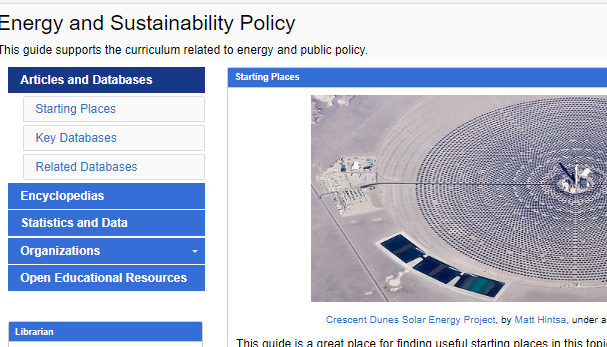 Energy and Sustainability Policy
This guide supports the curriculum related to energy and public policy.
Articles and Databases
Starting Places
Key Databases
Related Databases
Encyclopedias
Statistics and Data
Organizations
Open Educational Resources
Librarian
Starting Places
Crescent Dunes Solar Energy Project, by Matt Hintsa, under a
This guide is a great place for finding useful starting places in this topi